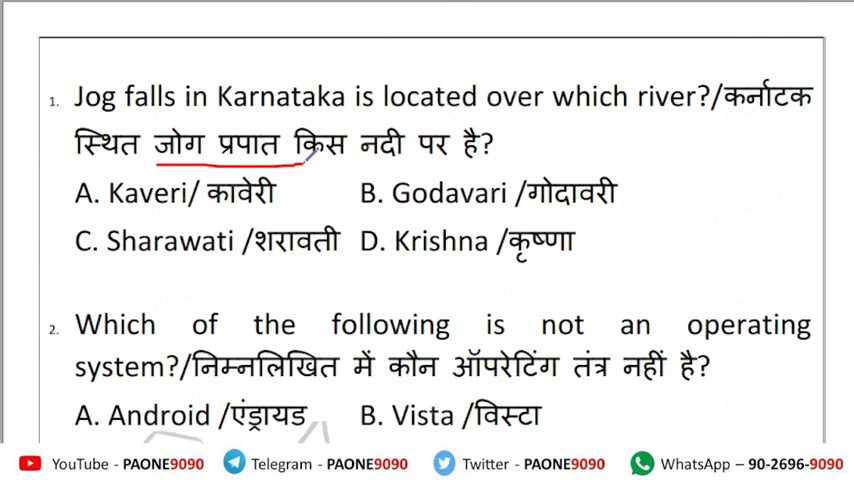 1. Jog falls in Karnataka is located over which river?/कर्नाटक
स्थित जोग प्रपात किस नदी पर है?
A. Kaveri/ कावेरी B. Godavari /गोदावरी
C. Sharawati /शरावती D. Krishna /कृष्णा
2. Which of the following is not an operating
system?/निम्नलिखित में कौन ऑपरेटिंग तंत्र नहीं है?
A. Android /एंड्रायड B. Vista /विस्टा
YouTube - PAONE9090 Telegram - PAONE9090 Twitter - PAONE9090 WhatsApp – 90-2696-9090